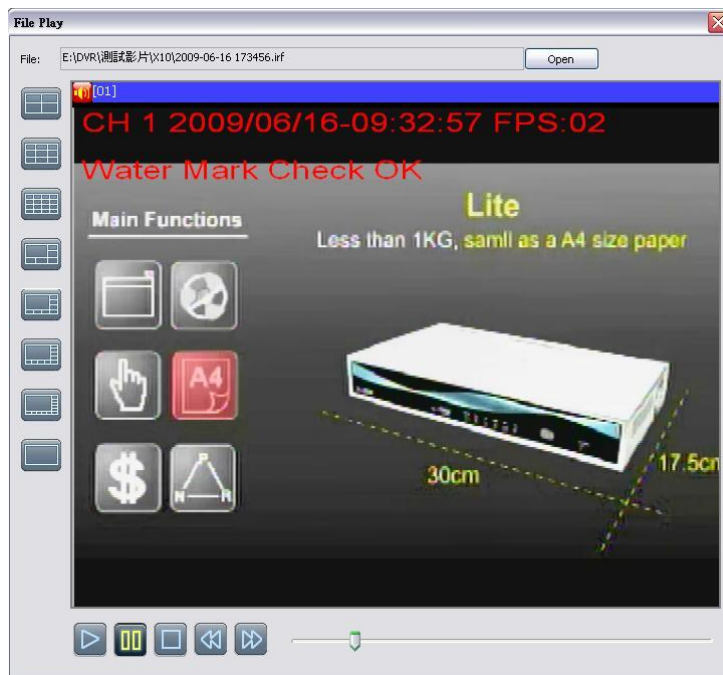 File Play
File: E:\DVR\測試影片\X10\2009-06-16 173456.irf Open
[01]
CH 1 2009/06/16-09:32:57 FPS:02
Water Mark Check OK
Main Functions
Lite
Less than 1KG, samll as a A4 size paper
A4
$
P
N R
30cm
17.5cm